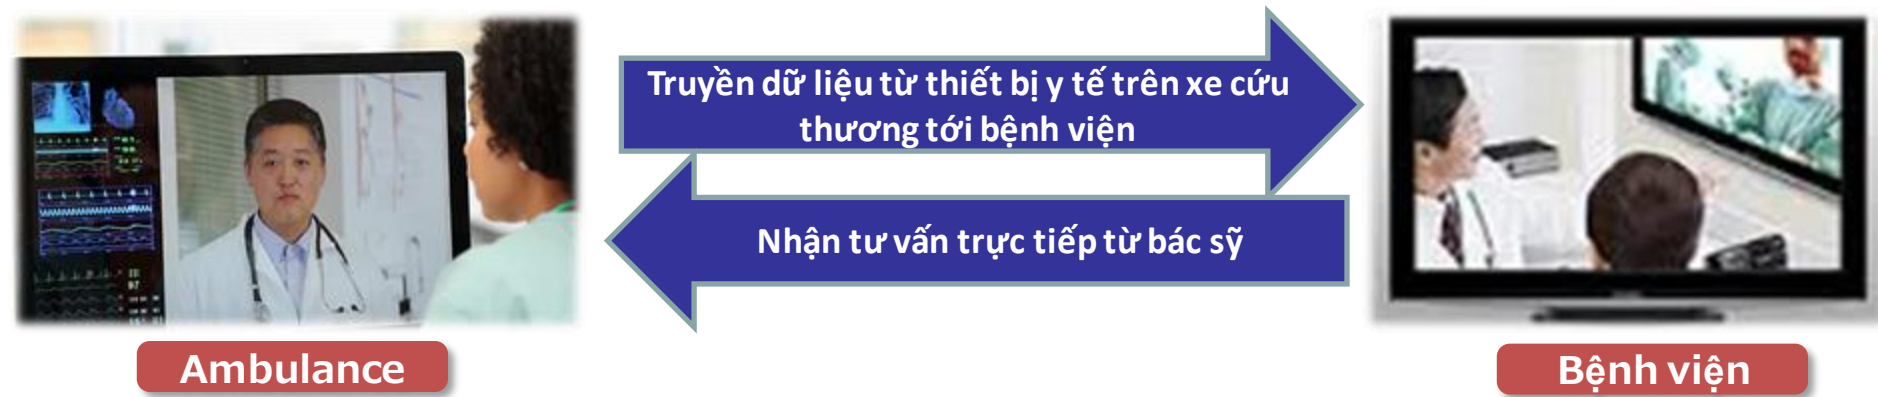 Truyền dữ liệu từ thiết bị y tế trên xe cứu
thương tới bệnh viện
Nhận tư vấn trực tiếp từ bác sỹ
Ambulance
Bệnh viện